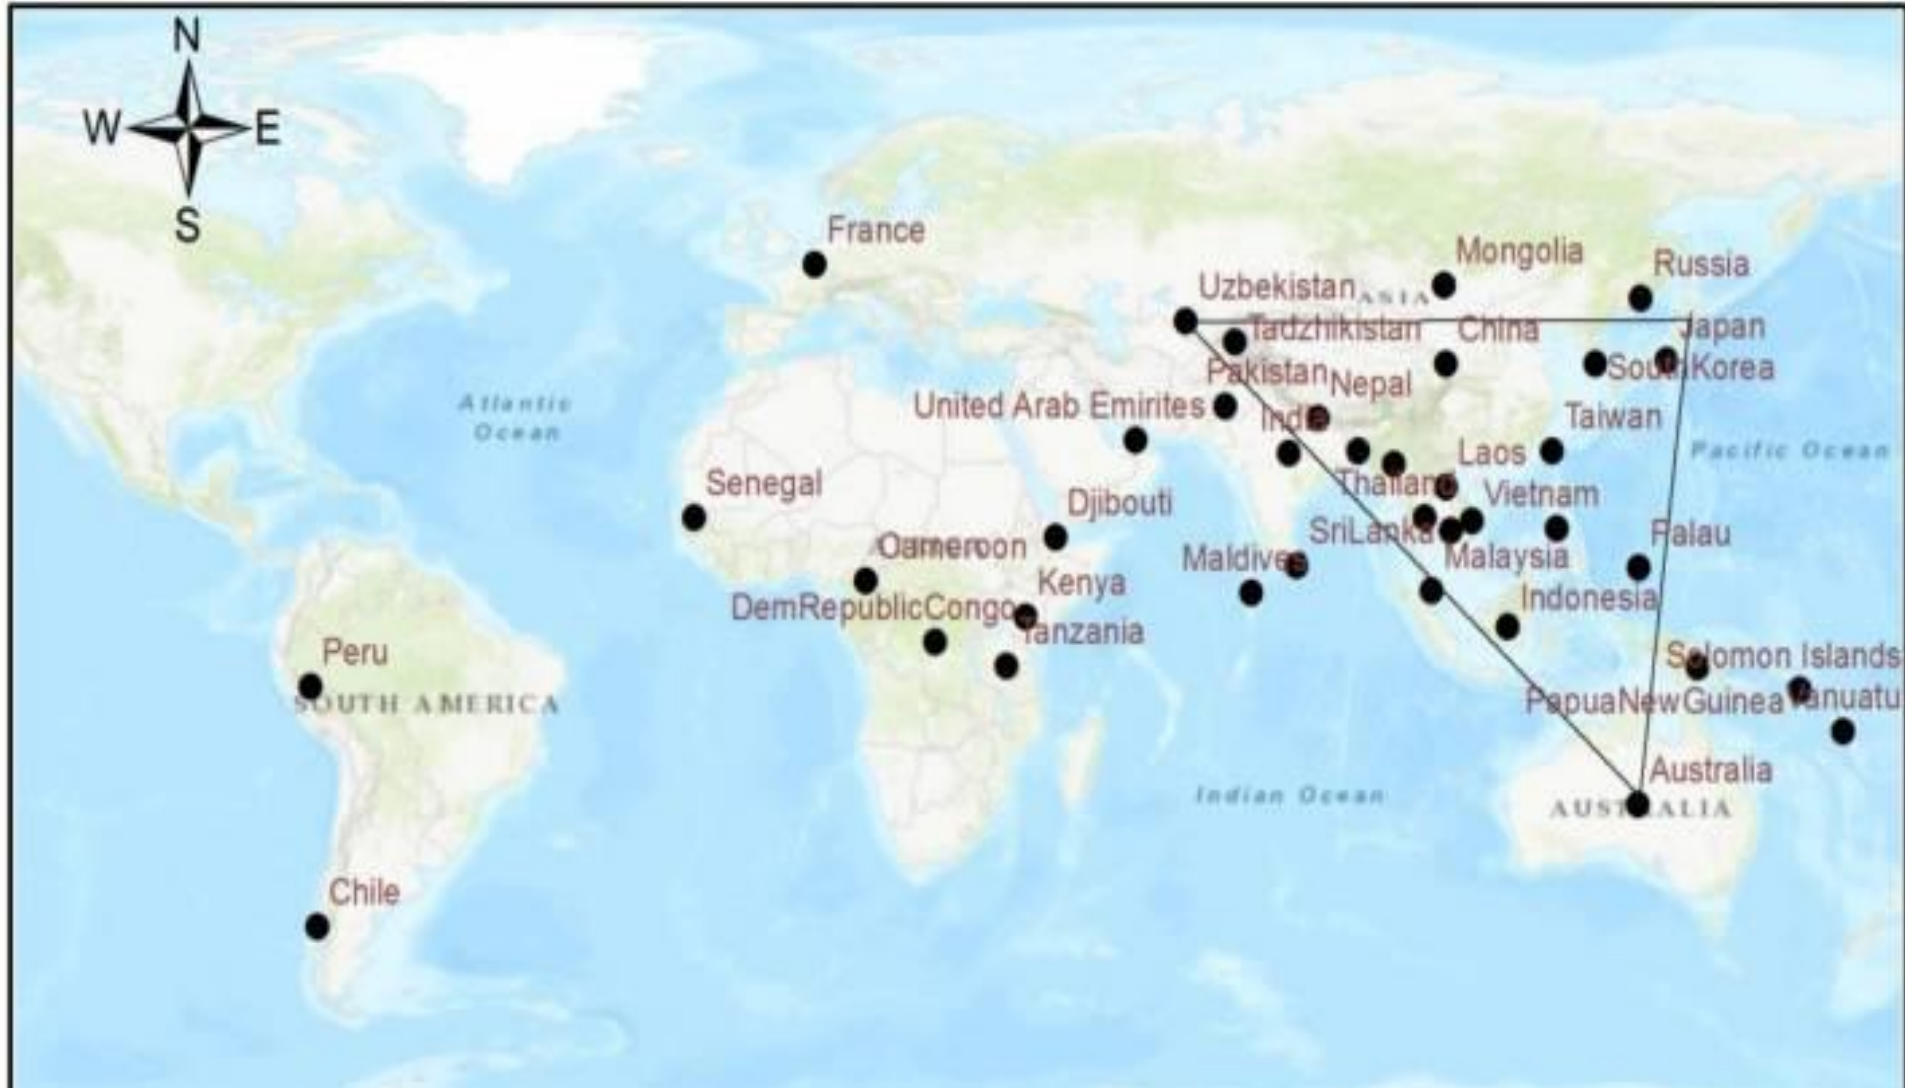 N
W E
S
France
Mongolia
Russia
Uzbekistan
ASIA
Tadzhikistan
China
Japan
Pakistan
Nepal
SouthKorea
United Arab Emirites
India
Taiwan
Atlantic
Ocean
Pacific Ocean
Laos
Senegal
Thailand
Vietnam
Djibouti
SriLanka
Palau
Cameroon
Maldives
Malaysia
Kenya
Indonesia
DemRepublicCongo
Tanzania
Peru
Solomon Islands
SOUTH AMERICA
PapuaNewGuinea
Vanuatu
Australia
Indian Ocean
AUSTRALIA
Chile